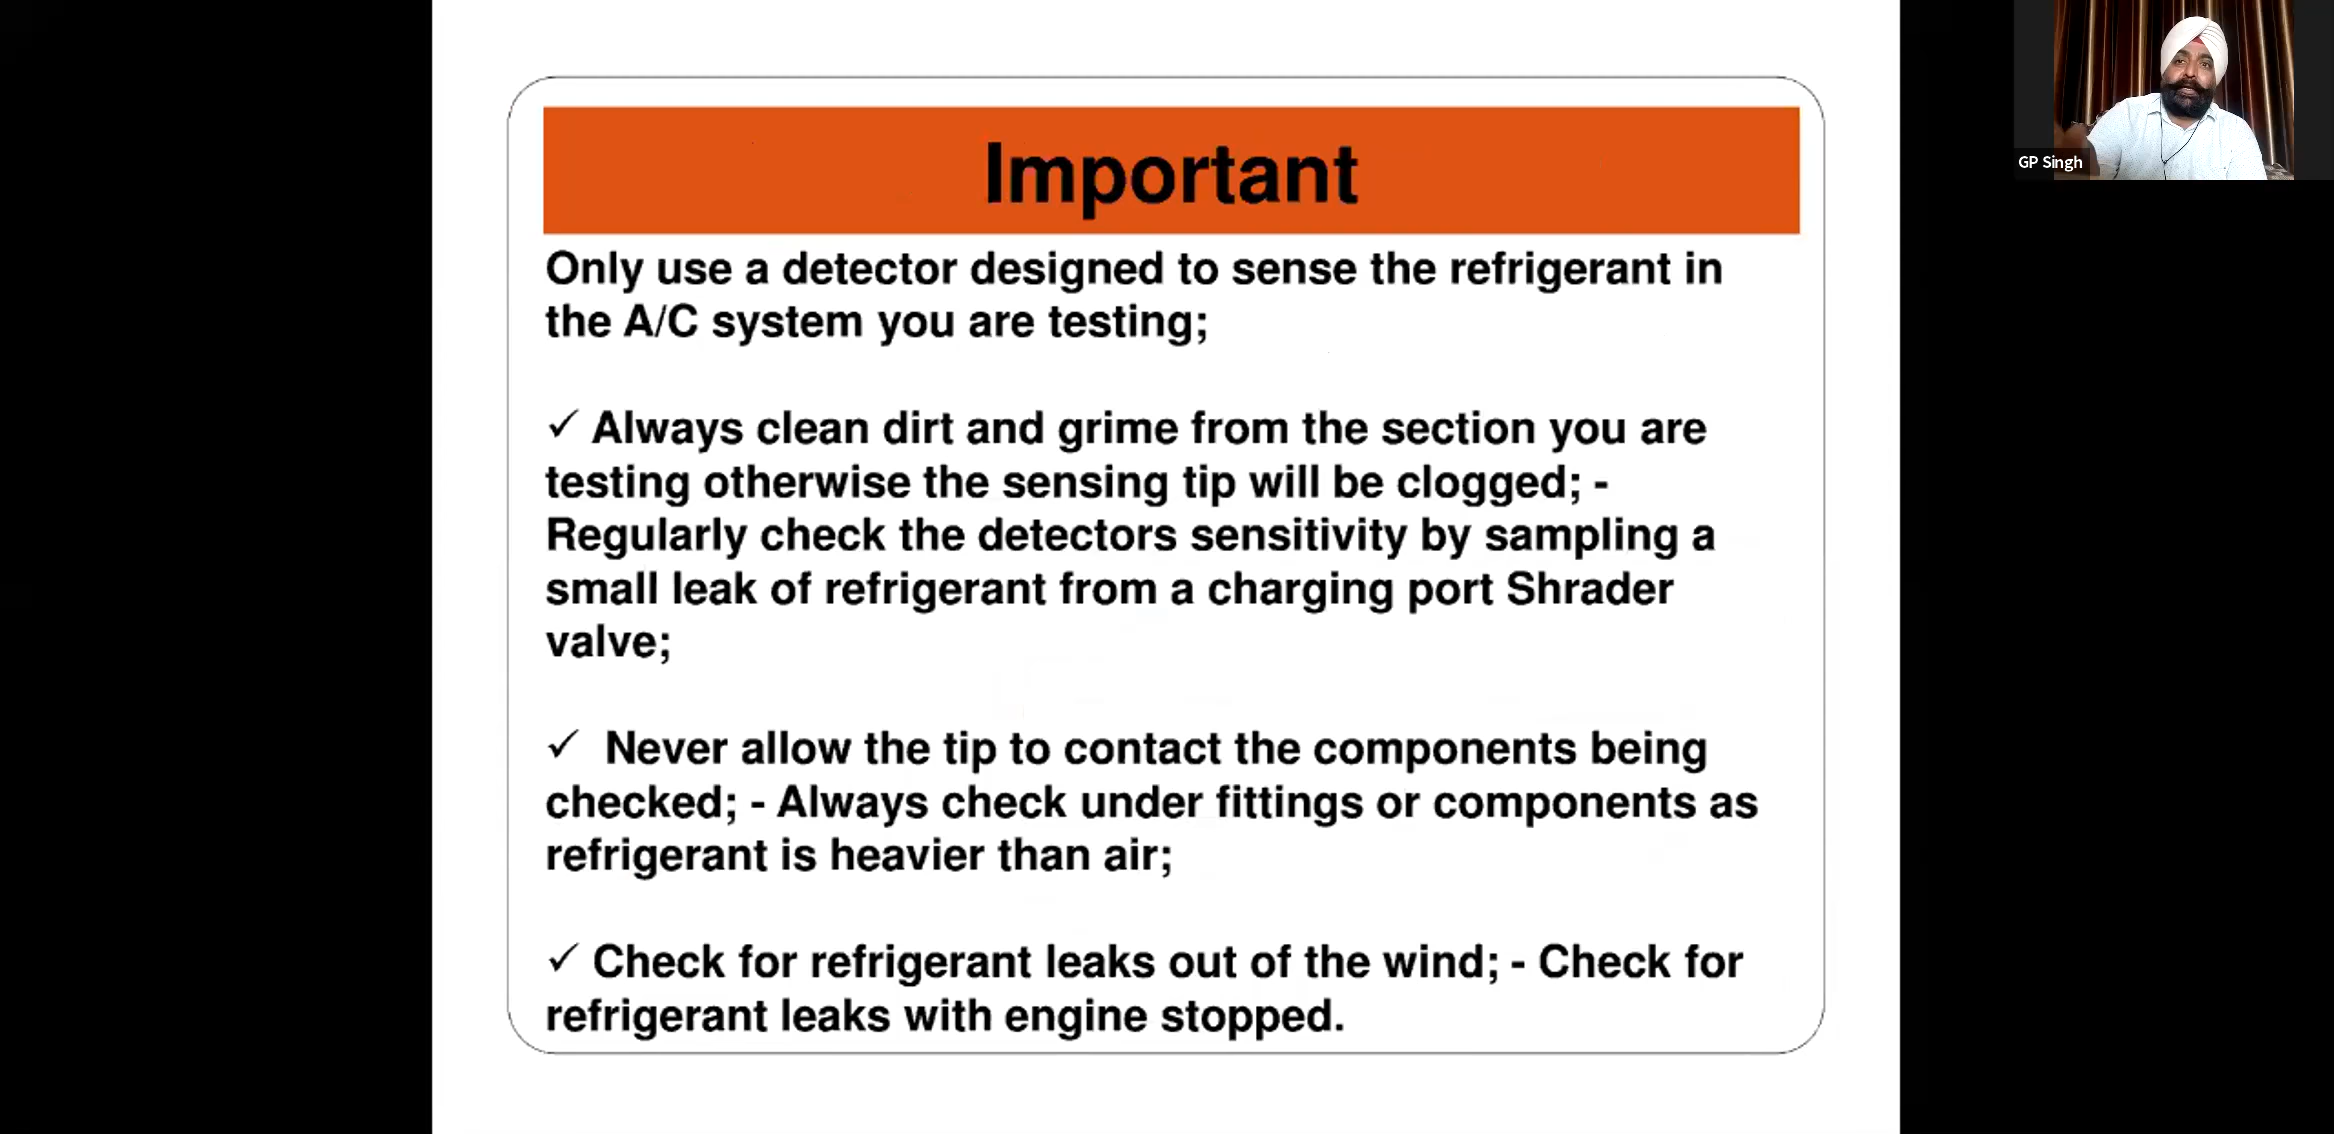 Important
Only use a detector designed to sense the refrigerant in
the A/C system you are testing;
✓ Always clean dirt and grime from the section you are
testing otherwise the sensing tip will be clogged; -
Regularly check the detectors sensitivity by sampling a
small leak of refrigerant from a charging port Shrader
valve;
✓ Never allow the tip to contact the components being
checked; - Always check under fittings or components as
refrigerant is heavier than air;
✓ Check for refrigerant leaks out of the wind; - Check for
refrigerant leaks with engine stopped.
GP Singh